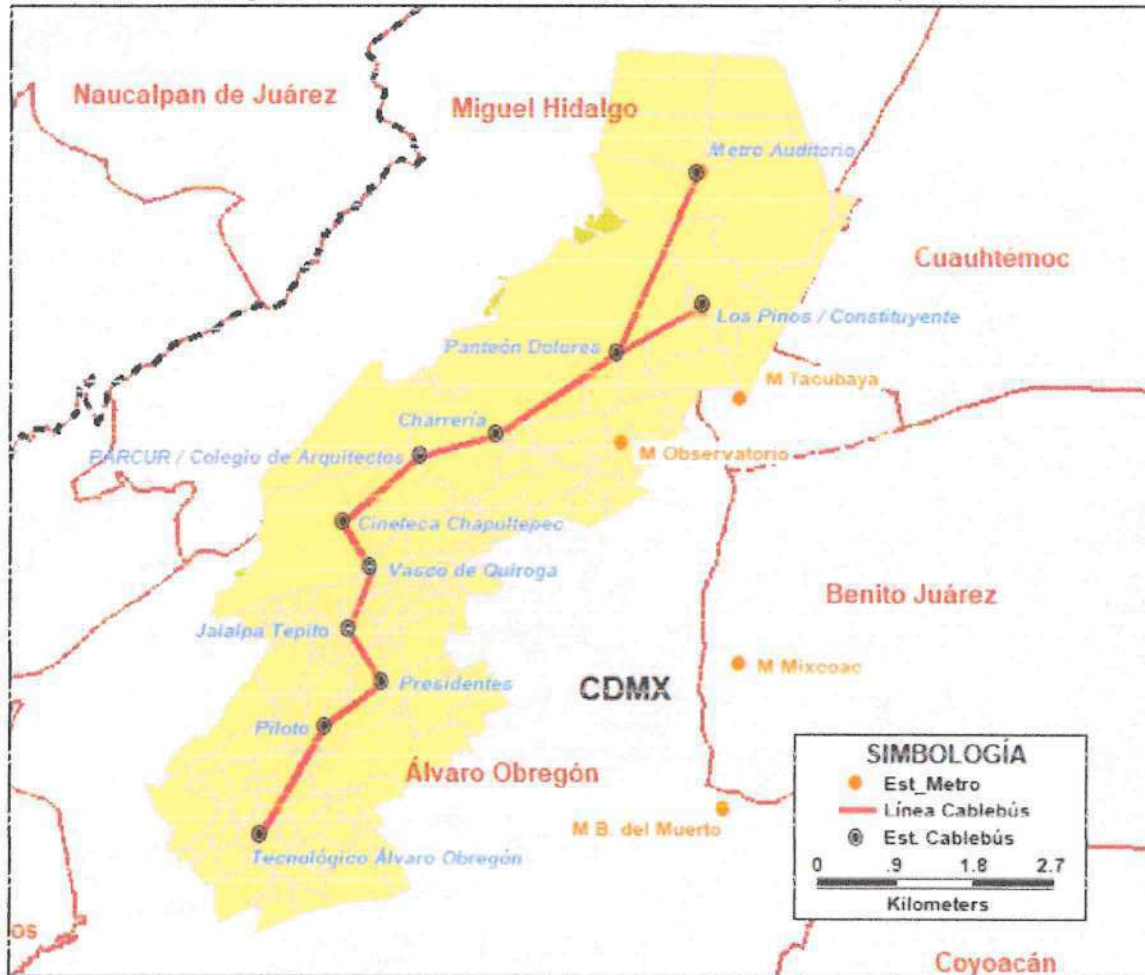 Naucalpan de Juárez
Miguel Hidalgo
Metro Auditorio
Cuauhtémoc
Los Pinos / Constituyente
Panteón Dolores
M Tacubaya
Charrería
PARCUR / Colegio de Arquitectos
M Observatorio
Cineteca Chapultepec
Vasco de Quiroga
Benito Juárez
Jalalpa Tepito
M Mixcoac
Presidentes
CDMX
Piloto
Álvaro Obregón
SIMBOLOGÍA
Est_Metro
Línea Cablebús
Est. Cablebús
0 .9 1.8 2.7
Kilometers
M B. del Muerto
Tecnológico Álvaro Obregón
os
Coyoacán